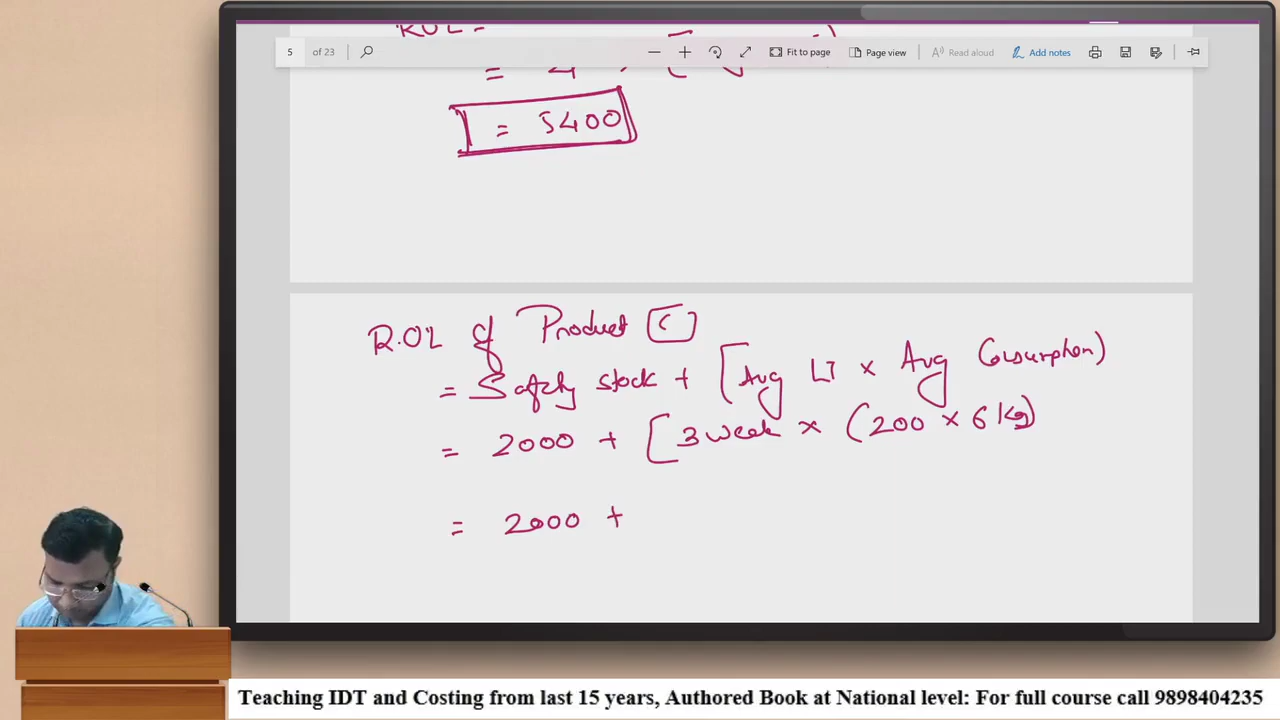 R.O.L =
5 of 23 Fit to page Page view Read aloud Add notes
= 5400
R.O.L of Product C
= Safety stock + [Avg LT × Avg Consumption)
= 2000 + [3 week × (200 × 6 Kg)
= 2000 +
Teaching IDT and Costing from last 15 years, Authored Book at National level: For full course call 9898404235